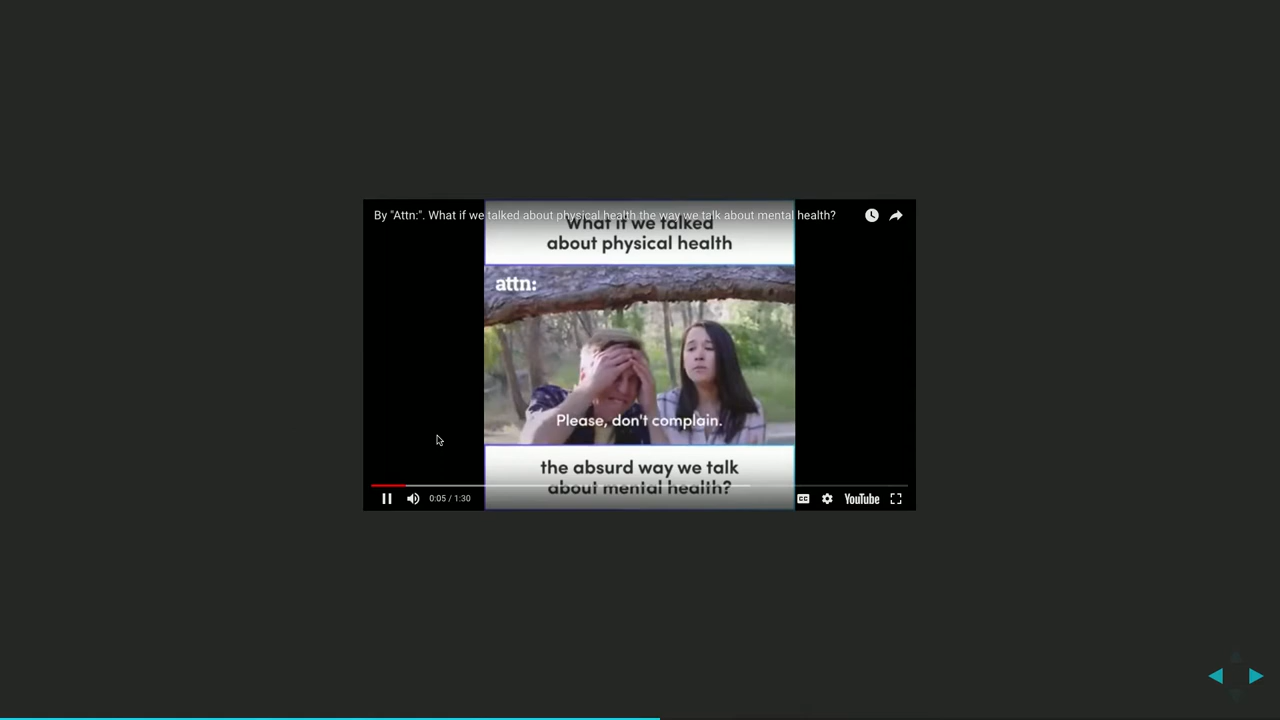 By "Attn:". What if we talked about physical health the way we talk about mental health?
What if we talked
about physical health
attn:
Please, don't complain.
the absurd way we talk
about mental health?
0:05 / 1:30
CC
YouTube